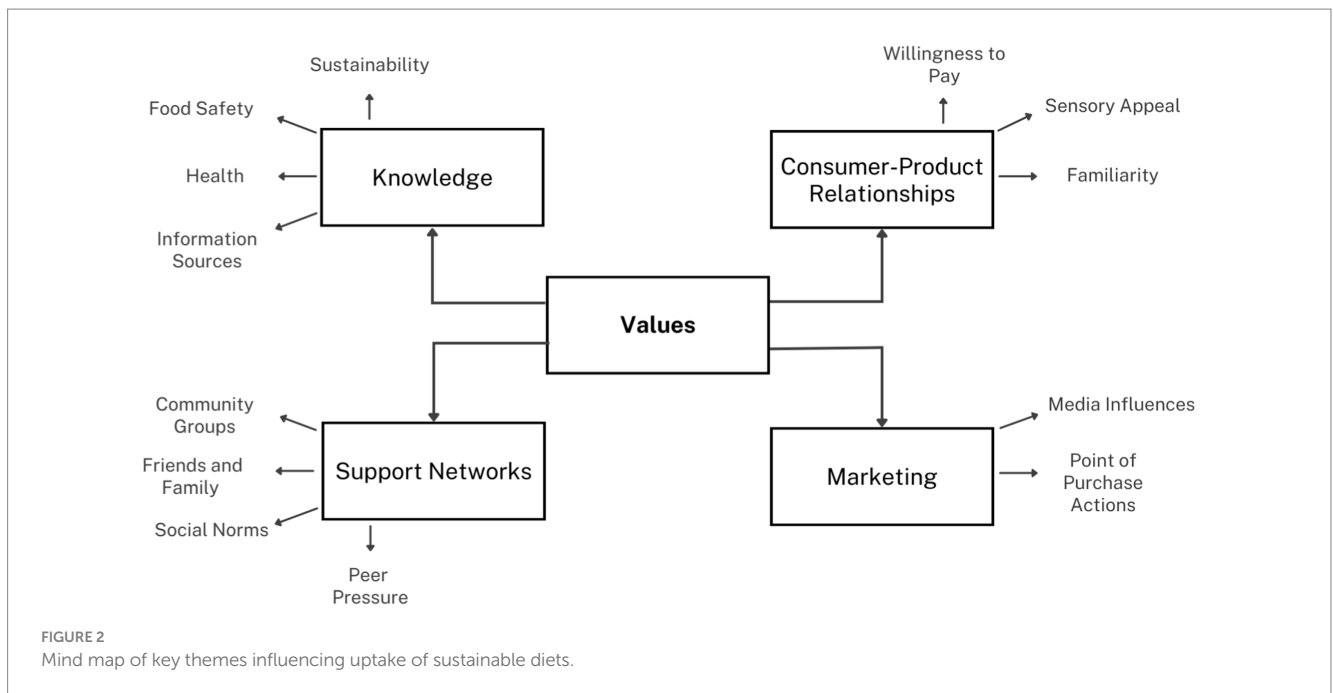 Sustainability
Food Safety
Health
Information
Sources
Knowledge
Willingness to
Pay
Sensory Appeal
Familiarity
Consumer-Product
Relationships
Values
Community
Groups
Friends and
Family
Social Norms
Peer
Pressure
Support Networks
Media Influences
Point of
Purchase
Actions
Marketing
FIGURE 2
Mind map of key themes influencing uptake of sustainable diets.